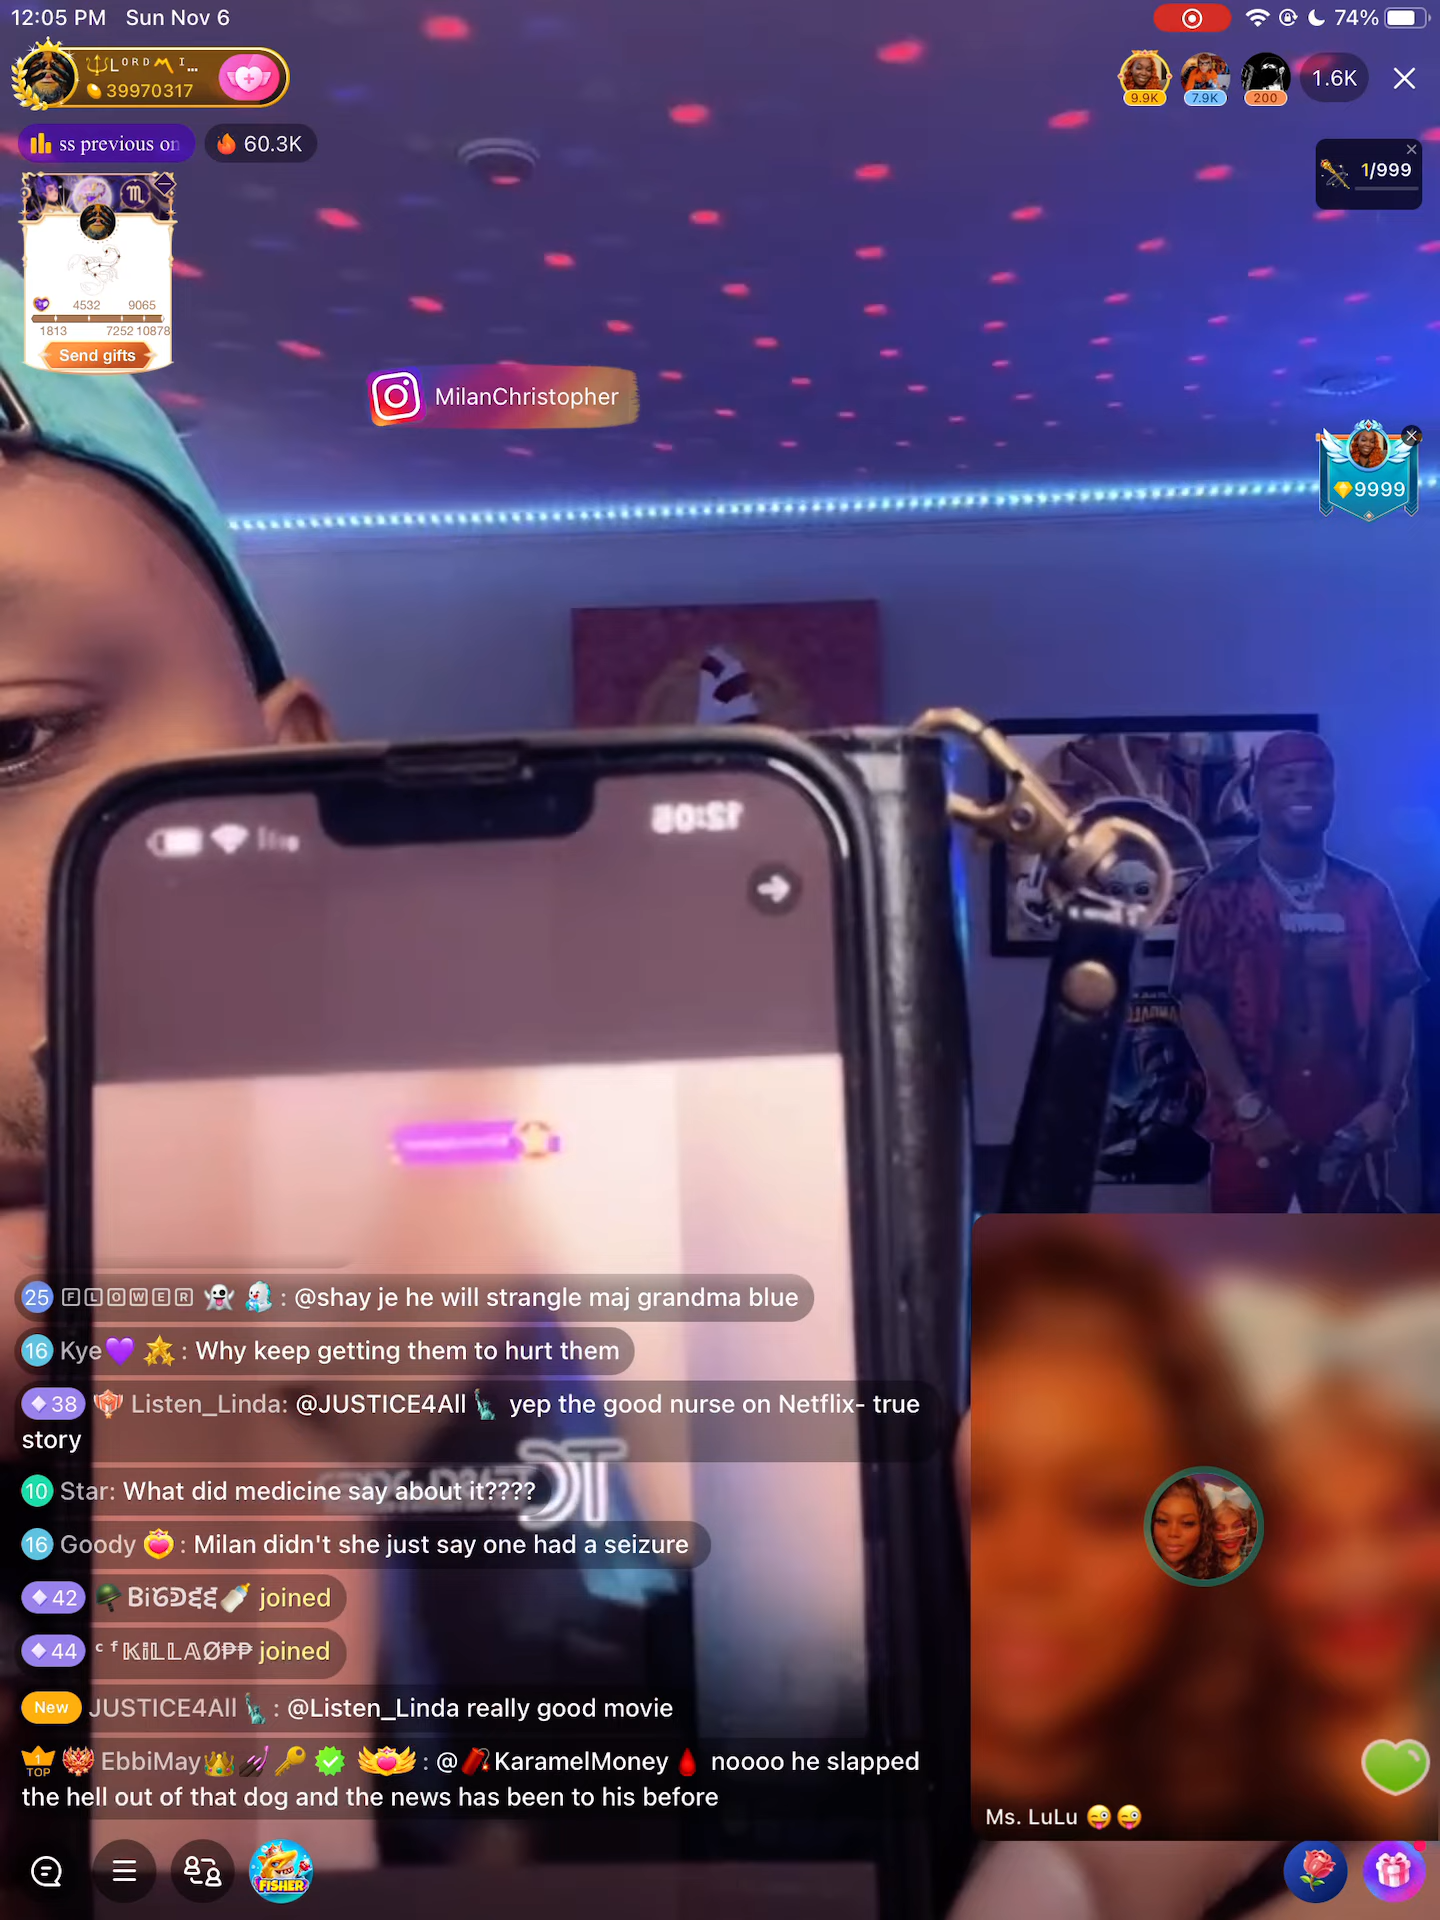 12:05 PM Sun Nov 6
74%
39970317
9.9K
7.9K
200
1.6K
ss previous on
60.3K
1/999
4532 9065
1813 7252 10878
Send gifts
MilanChristopher
9999
12:05
25 🄵🄻🄾🅆🄴🅁 👻 : @shay je he will strangle maj grandma blue
16 Kye💜 : Why keep getting them to hurt them
38 Listen_Linda: @JUSTICE4All🗽 yep the good nurse on Netflix- true
story
10 Star: What did medicine say about it????
16 Goody : Milan didn't she just say one had a seizure
42 joined
44 ᶜ ᶠ joined
New JUSTICE4All🗽 : @Listen_Linda really good movie
1 TOP EbbiMay👑💅🔑 : @🧨KaramelMoney🩸 noooo he slapped
the hell out of that dog and the news has been to his before
Ms. LuLu 😜😜
FISHER